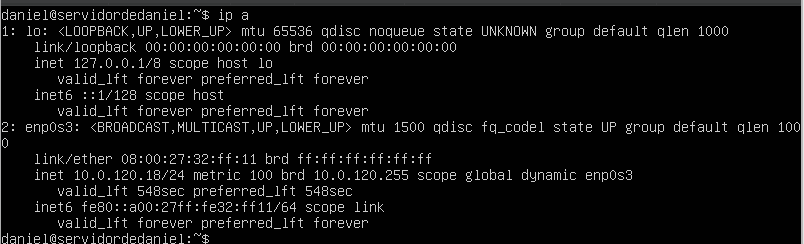 daniel@servidordedaniel:~$ ip a
1: lo: <LOOPBACK,UP,LOWER_UP> mtu 65536 qdisc noqueue state UNKNOWN group default qlen 1000
    link/loopback 00:00:00:00:00:00 brd 00:00:00:00:00:00
    inet 127.0.0.1/8 scope host lo
       valid_lft forever preferred_lft forever
    inet6 ::1/128 scope host
       valid_lft forever preferred_lft forever
2: enp0s3: <BROADCAST,MULTICAST,UP,LOWER_UP> mtu 1500 qdisc fq_codel state UP group default qlen 100
0
    link/ether 08:00:27:32:ff:11 brd ff:ff:ff:ff:ff:ff
    inet 10.0.120.18/24 metric 100 brd 10.0.120.255 scope global dynamic enp0s3
       valid_lft 548sec preferred_lft 548sec
    inet6 fe80::a00:27ff:fe32:ff11/64 scope link
       valid_lft forever preferred_lft forever
daniel@servidordedaniel:~$